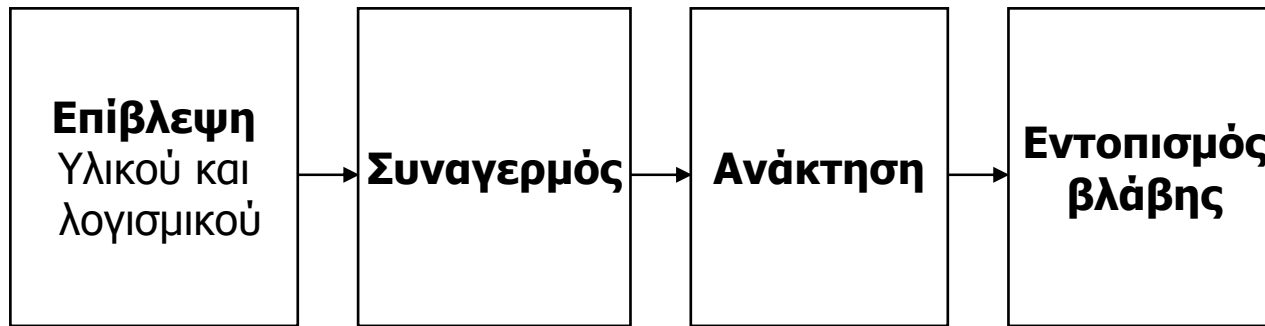 Επίβλεψη
Υλικού και
λογισμικού
Συναγερμός
Ανάκτηση
Εντοπισμός
βλάβης